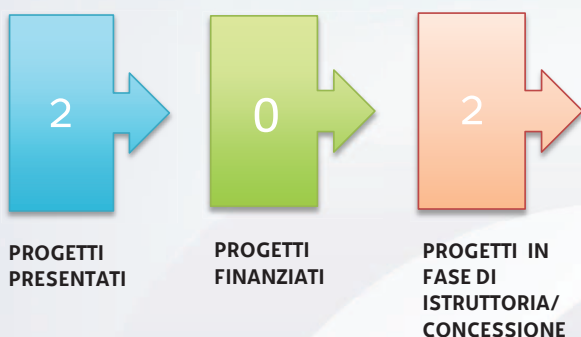 2
0
2
PROGETTI
PRESENTATI
PROGETTI
FINANZIATI
PROGETTI IN
FASE DI
ISTRUTTORIA/
CONCESSIONE